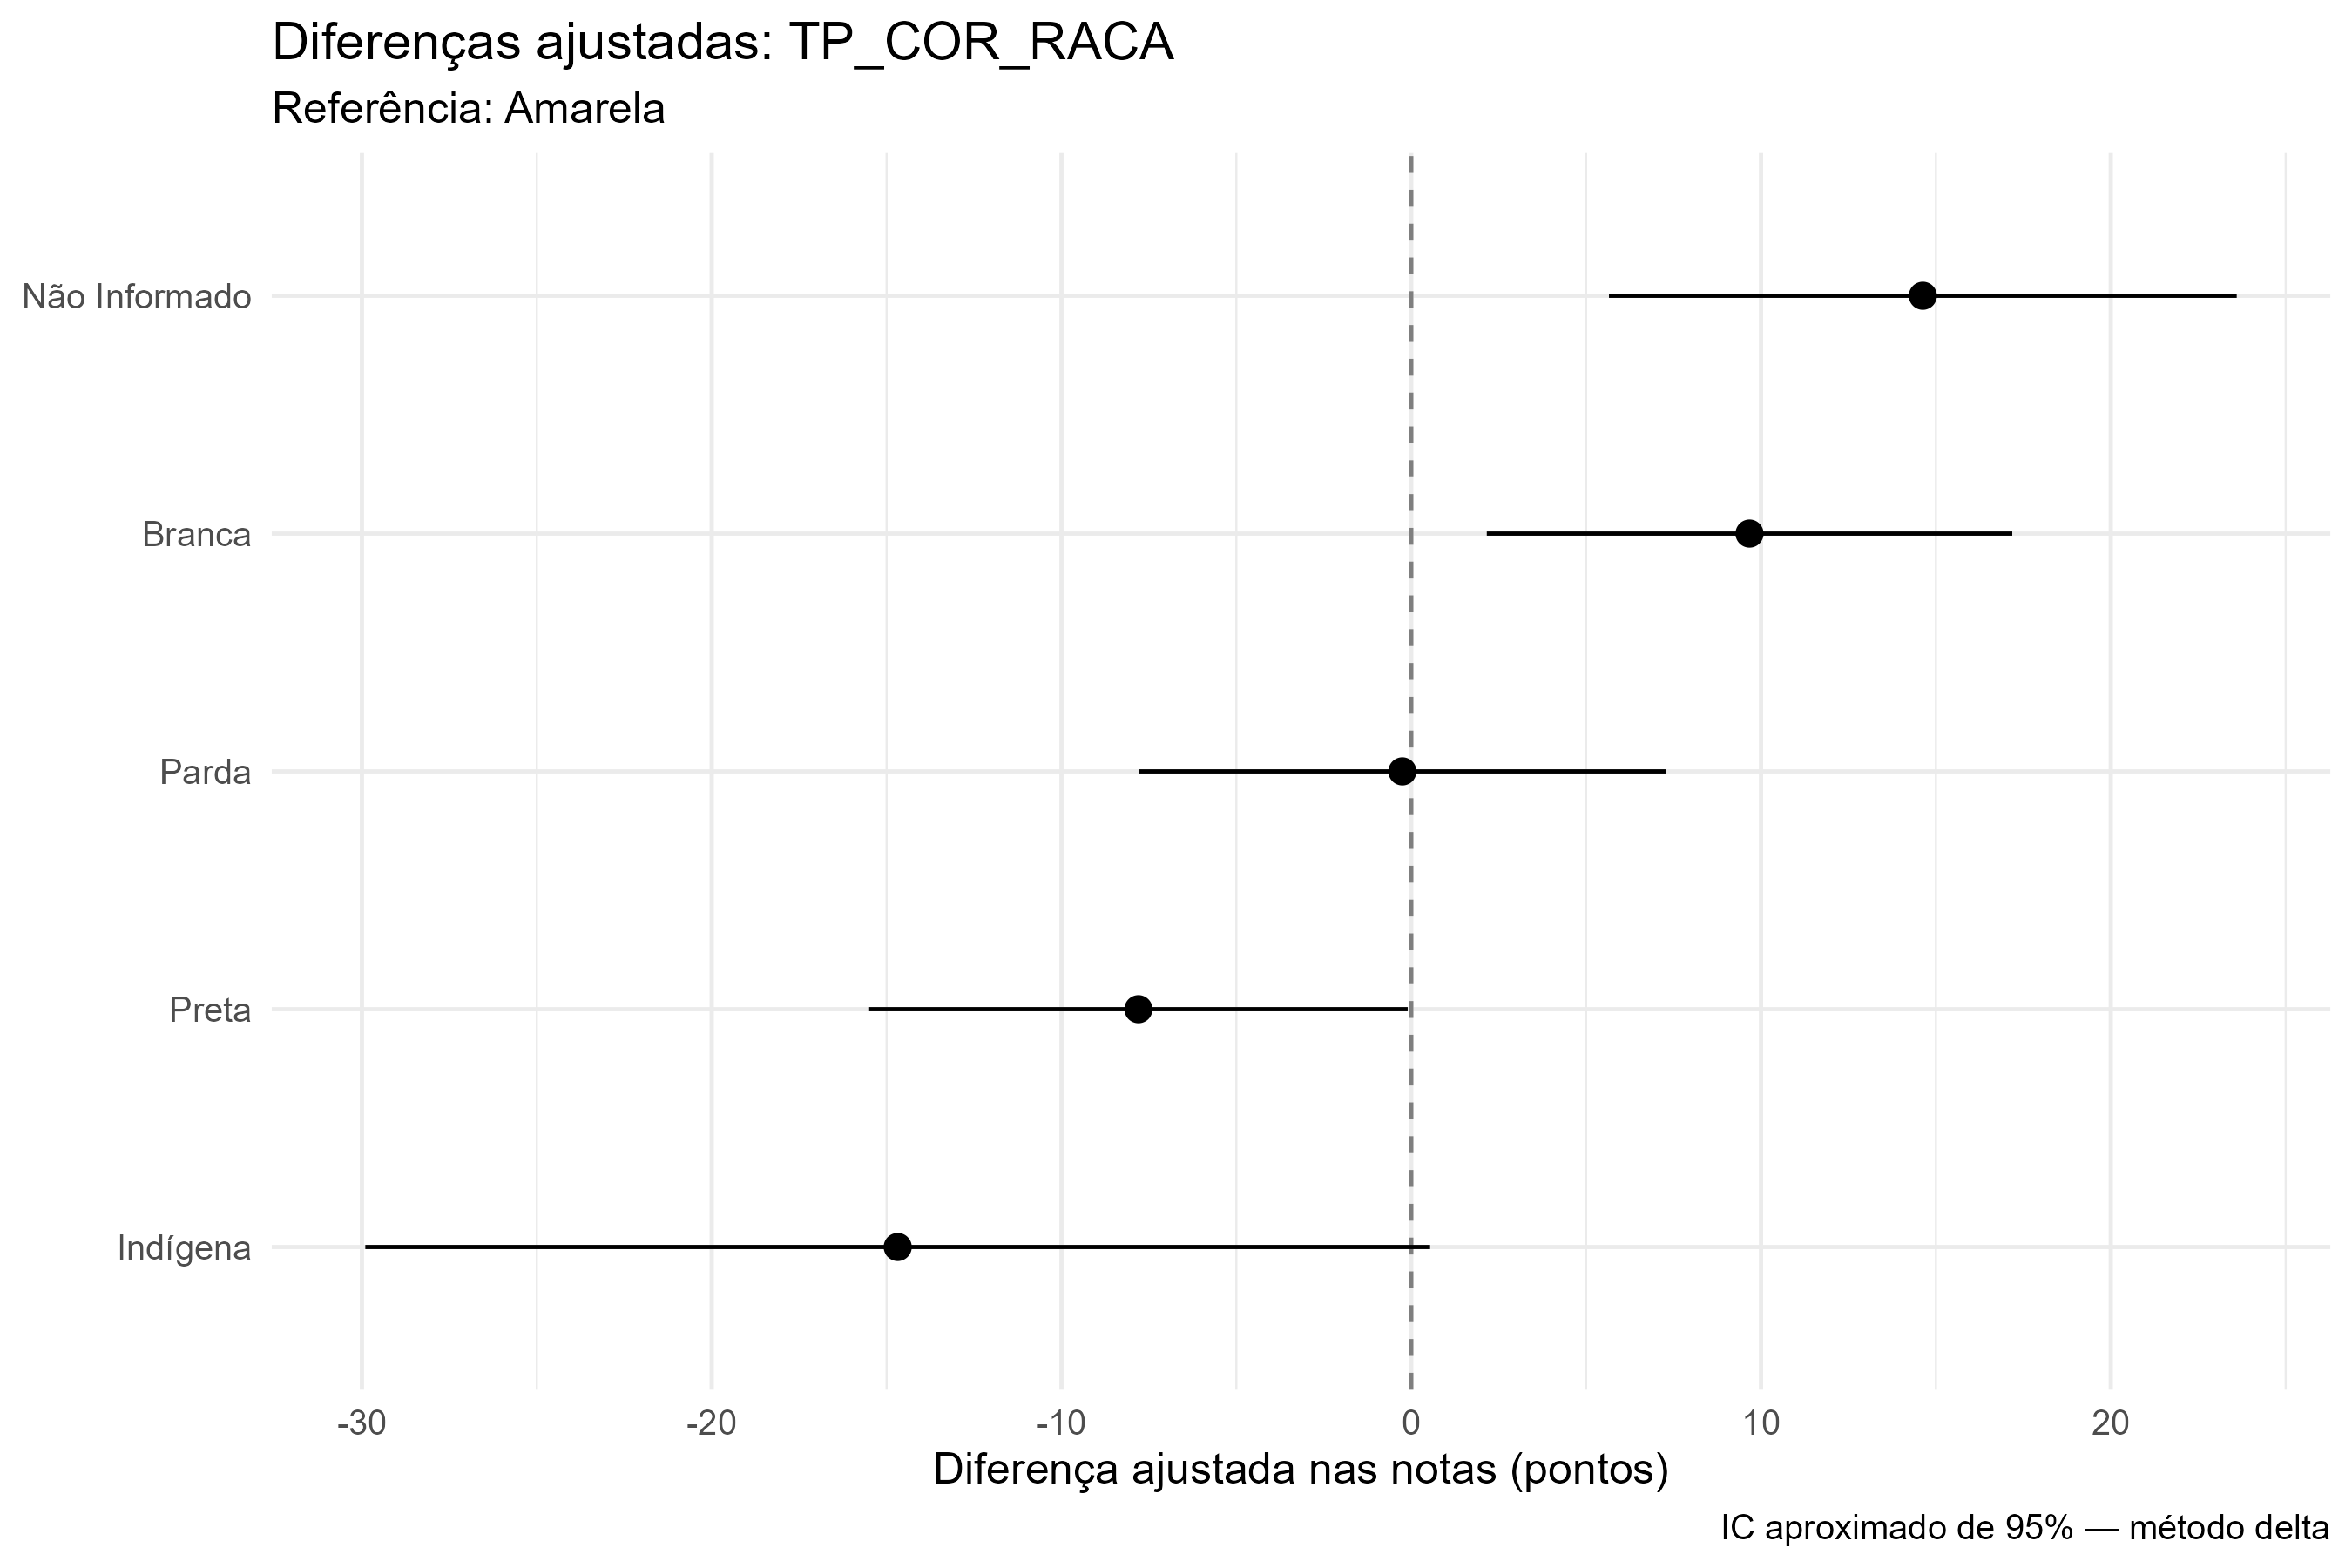 Diferenças ajustadas: TP_COR_RACA
Referência: Amarela
Não Informado
Branca
Parda
Preta
Indígena
-30 -20 -10 0 10 20
Diferença ajustada nas notas (pontos)
IC aproximado de 95% — método delta